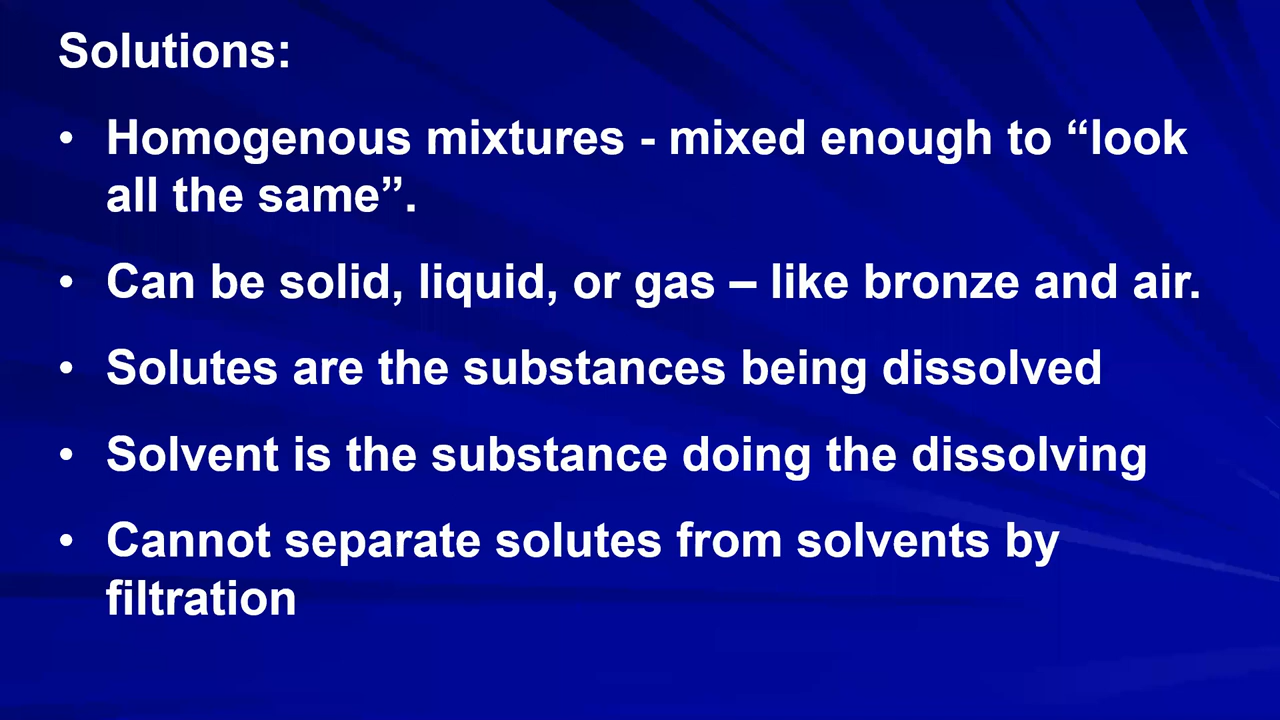 Solutions:
• Homogenous mixtures - mixed enough to “look
all the same”.
• Can be solid, liquid, or gas – like bronze and air.
• Solutes are the substances being dissolved
• Solvent is the substance doing the dissolving
• Cannot separate solutes from solvents by
filtration